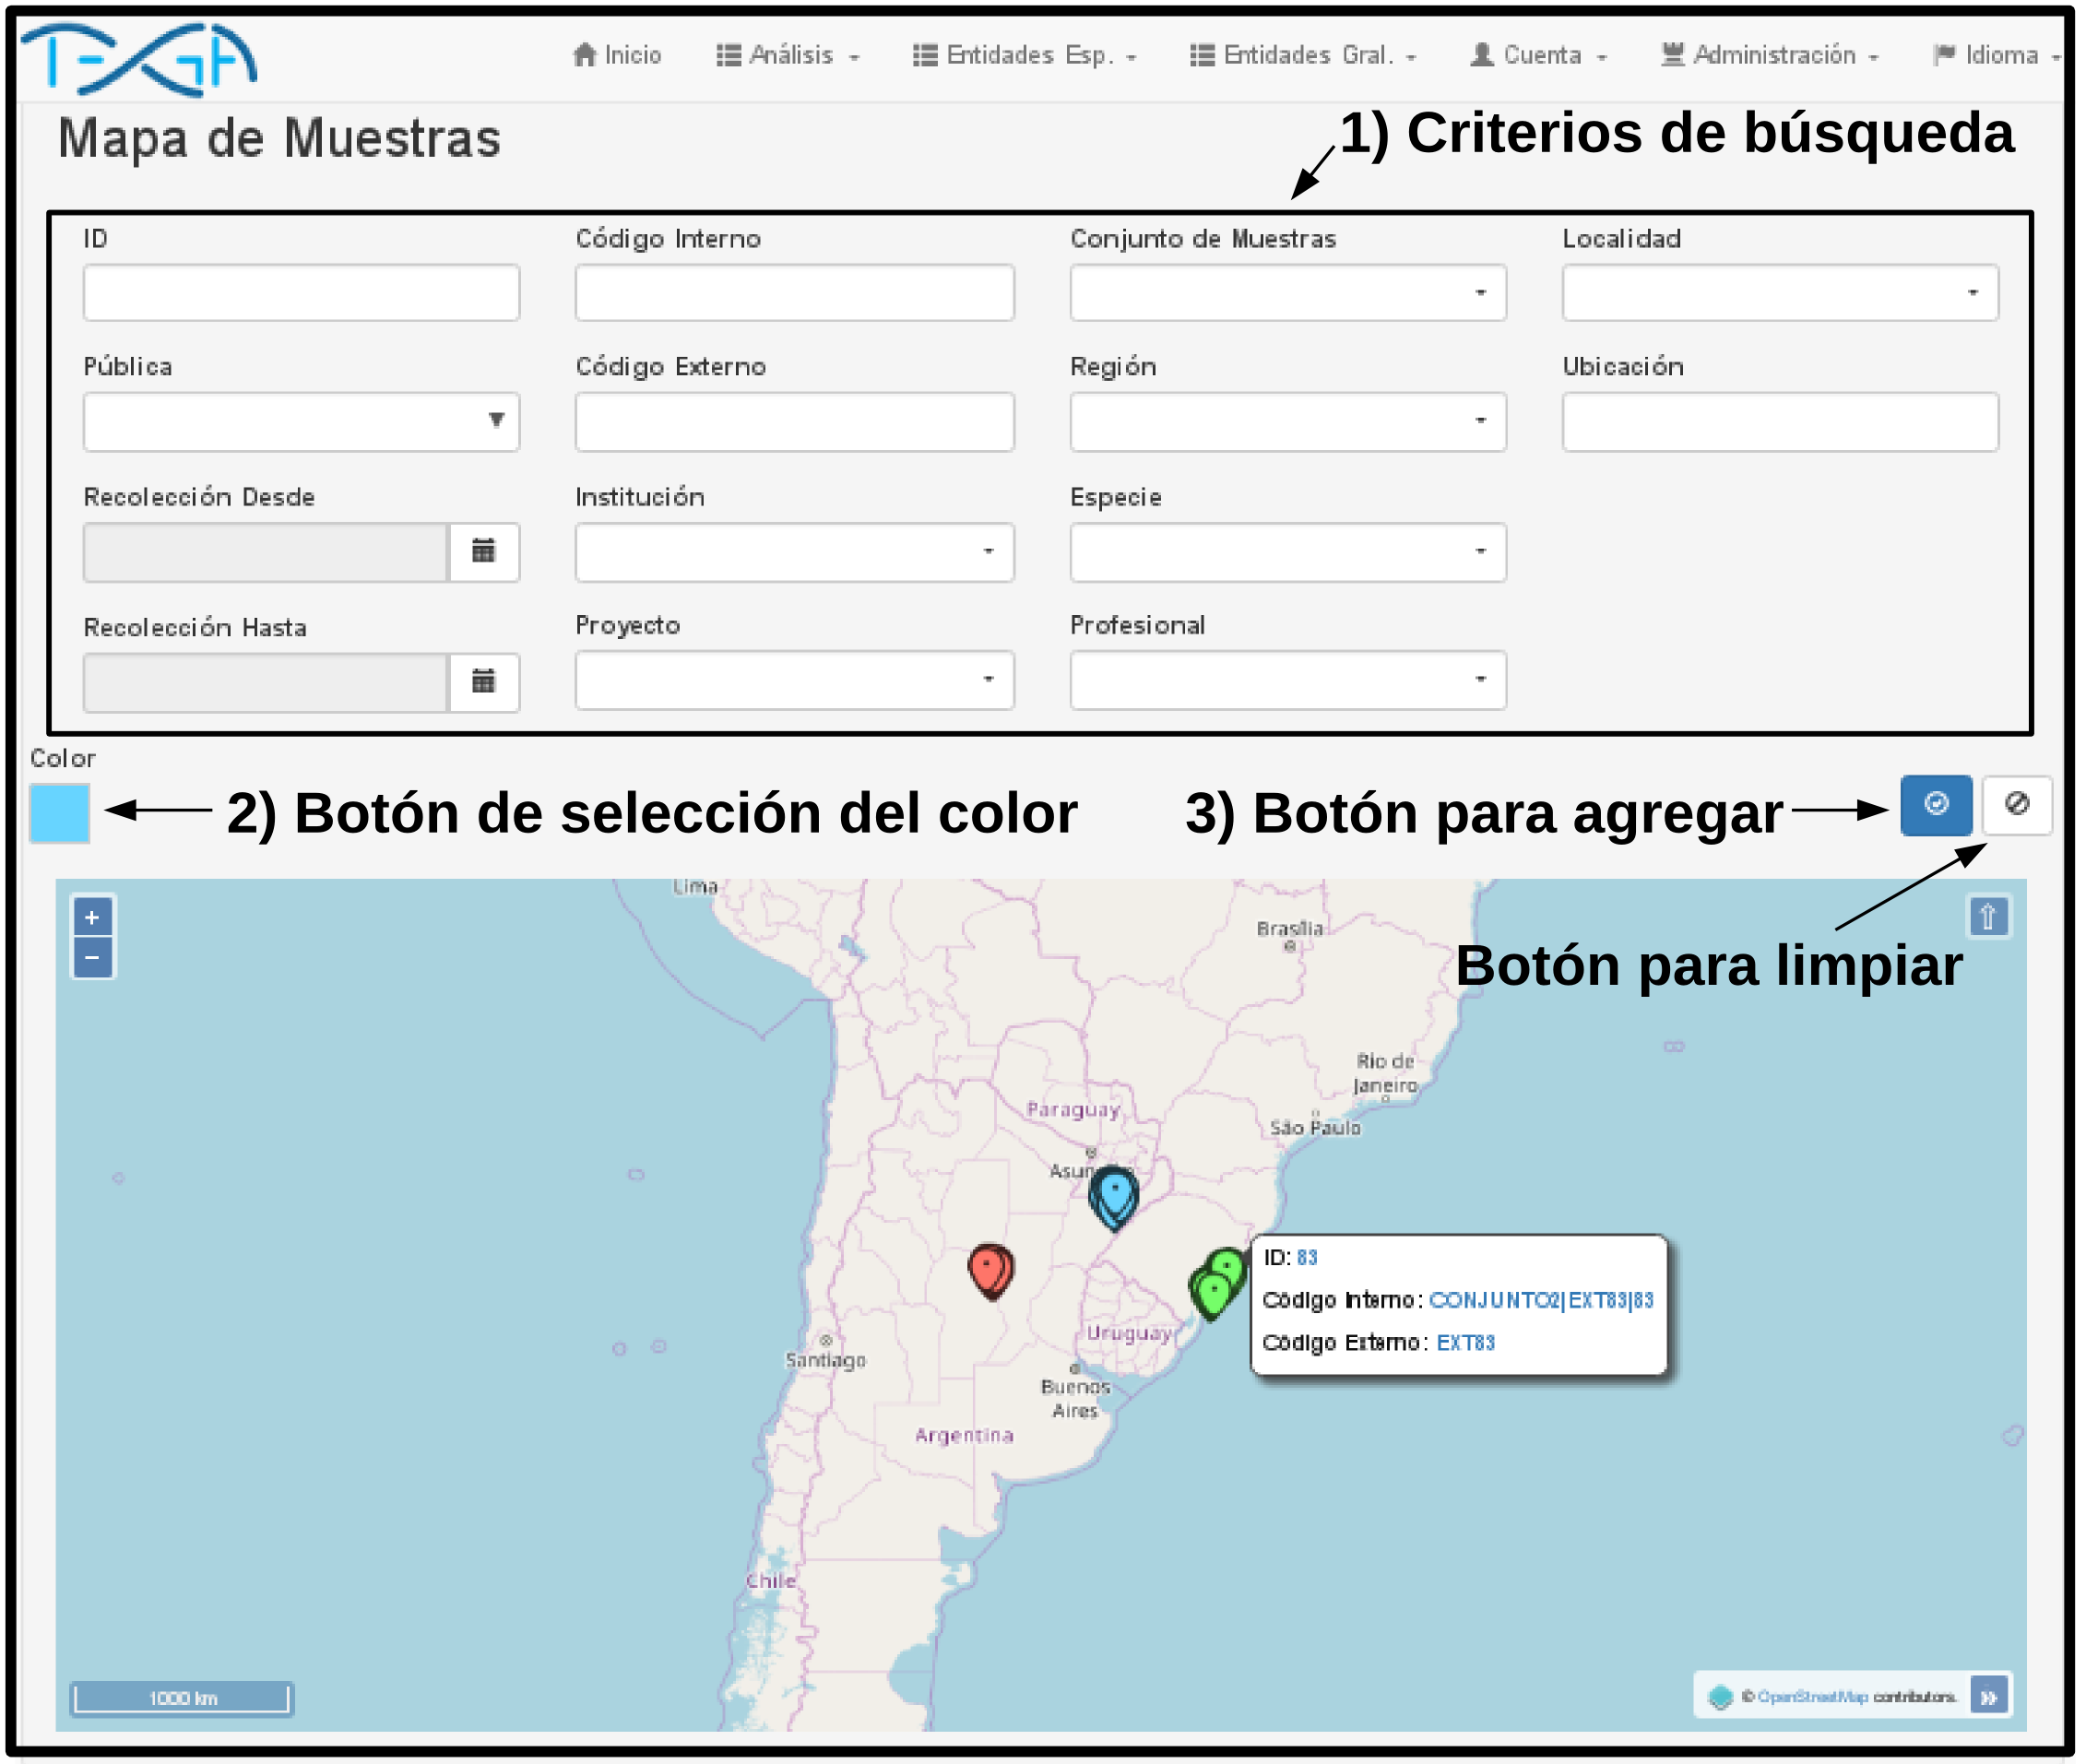 TEXGA
Inicio Análisis Entidades Esp. Entidades Gral. Cuenta Administración Idioma
Mapa de Muestras
1) Criterios de búsqueda
ID Código Interno Conjunto de Muestras Localidad
Pública Código Externo Región Ubicación
Recolección Desde Institución Especie
Recolección Hasta Proyecto Profesional
Color
2) Botón de selección del color 3) Botón para agregar
Botón para limpiar
+
−
Lima
Brasília
Rio de
Janeiro
São Paulo
Paraguay
ID: 83
Código Interno: CONJUNTO2|EXT83|83
Código Externo: EXT83
Uruguay
Santiago
Buenos
Aires
Argentina
Chile
1000 km
© OpenStreetMap contributors.